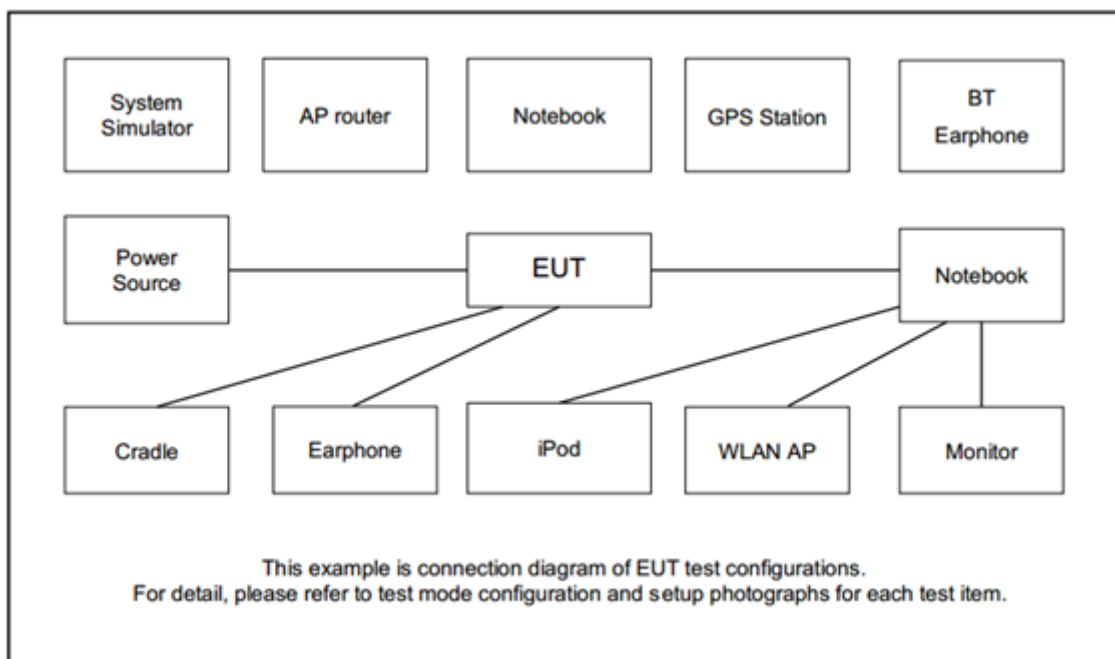 System
Simulator
AP router
Notebook
GPS Station
BT
Earphone
Power
Source
EUT
Notebook
Cradle
Earphone
iPod
WLAN AP
Monitor
This example is connection diagram of EUT test configurations.
For detail, please refer to test mode configuration and setup photographs for each test item.